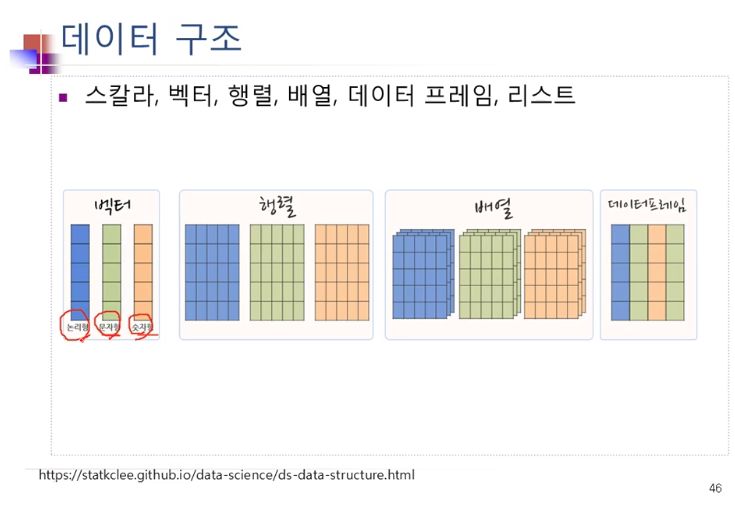 데이터 구조
스칼라, 벡터, 행렬, 배열, 데이터 프레임, 리스트
벡터
행렬
배열
데이터프레임
논리형
문자형
숫자형
https://statkclee.github.io/data-science/ds-data-structure.html
46